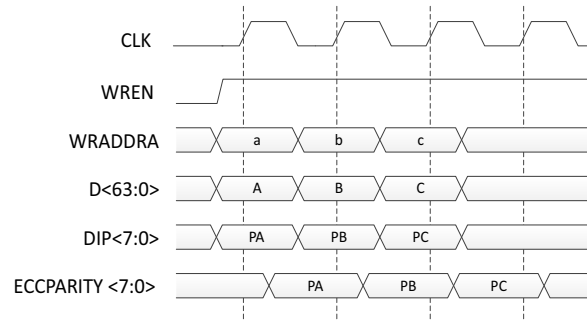 CLK
WREN
WRADDRA a b c
D<63:0> A B C
DIP<7:0> PA PB PC
ECCPARITY <7:0> PA PB PC